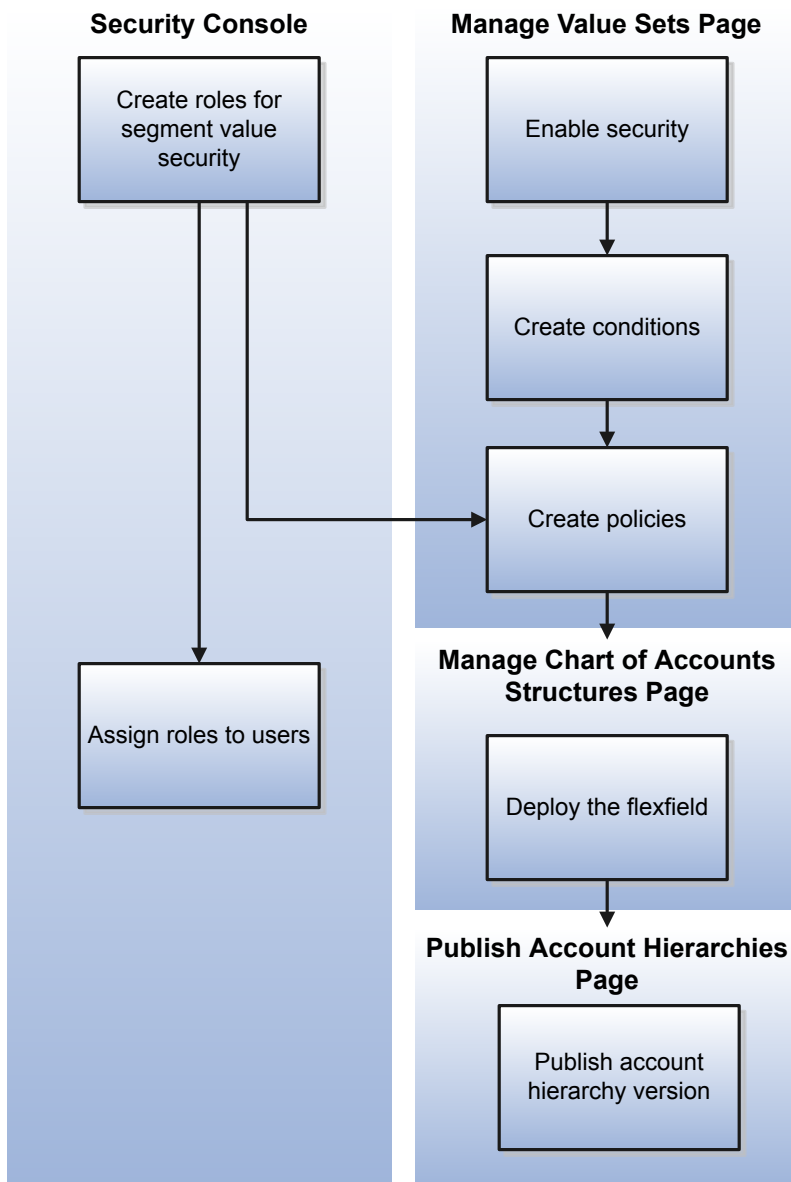 Security Console
Create roles for
segment value
security
Assign roles to users
Manage Value Sets Page
Enable security
Create conditions
Create policies
Manage Chart of Accounts
Structures Page
Deploy the flexfield
Publish Account Hierarchies
Page
Publish account
hierarchy version